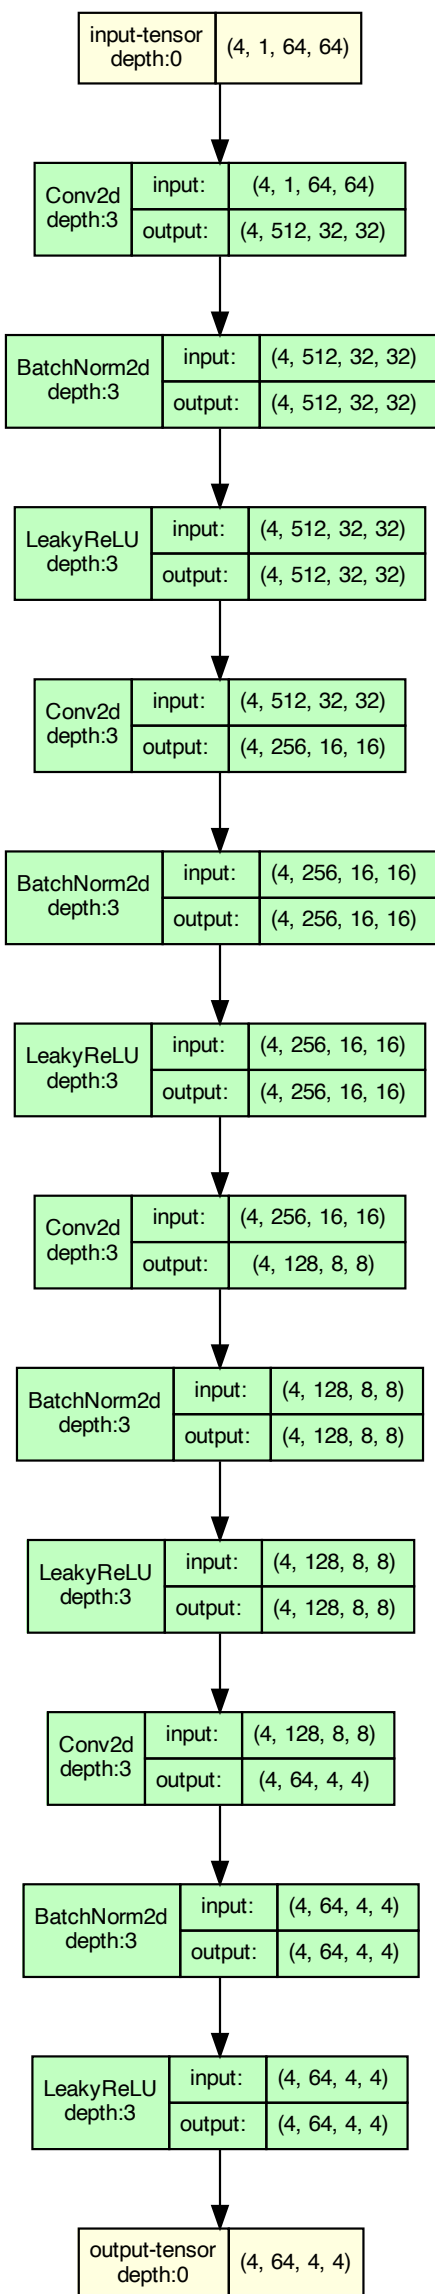 input-tensor
depth:0
(4, 1, 64, 64)
Conv2d
depth:3
input:
(4, 1, 64, 64)
output:
(4, 512, 32, 32)
BatchNorm2d
depth:3
input:
(4, 512, 32, 32)
output:
(4, 512, 32, 32)
LeakyReLU
depth:3
input:
(4, 512, 32, 32)
output:
(4, 512, 32, 32)
Conv2d
depth:3
input:
(4, 512, 32, 32)
output:
(4, 256, 16, 16)
BatchNorm2d
depth:3
input:
(4, 256, 16, 16)
output:
(4, 256, 16, 16)
LeakyReLU
depth:3
input:
(4, 256, 16, 16)
output:
(4, 256, 16, 16)
Conv2d
depth:3
input:
(4, 256, 16, 16)
output:
(4, 128, 8, 8)
BatchNorm2d
depth:3
input:
(4, 128, 8, 8)
output:
(4, 128, 8, 8)
LeakyReLU
depth:3
input:
(4, 128, 8, 8)
output:
(4, 128, 8, 8)
Conv2d
depth:3
input:
(4, 128, 8, 8)
output:
(4, 64, 4, 4)
BatchNorm2d
depth:3
input:
(4, 64, 4, 4)
output:
(4, 64, 4, 4)
LeakyReLU
depth:3
input:
(4, 64, 4, 4)
output:
(4, 64, 4, 4)
output-tensor
depth:0
(4, 64, 4, 4)